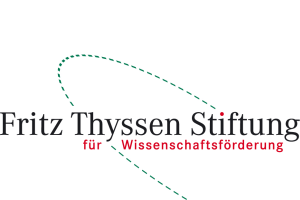 Fritz Thyssen Stiftung
für Wissenschaftsförderung